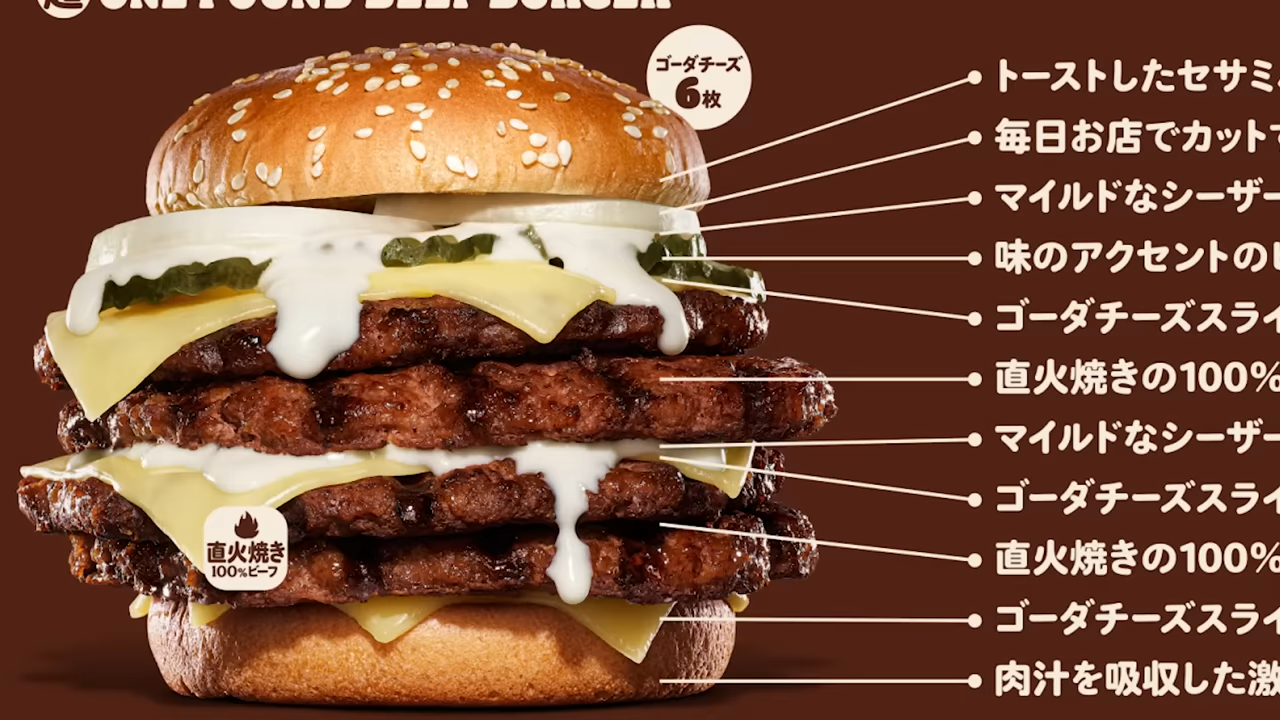 ONE POUND BEEF BURGER
ゴーダチーズ
6枚
トーストしたセサミ
毎日お店でカット
マイルドなシーザー
味のアクセントの
ゴーダチーズスライ
直火焼きの100%
マイルドなシーザー
ゴーダチーズスライ
直火焼きの100%
ゴーダチーズスライ
肉汁を吸収した激
直火焼き
100%ビーフ